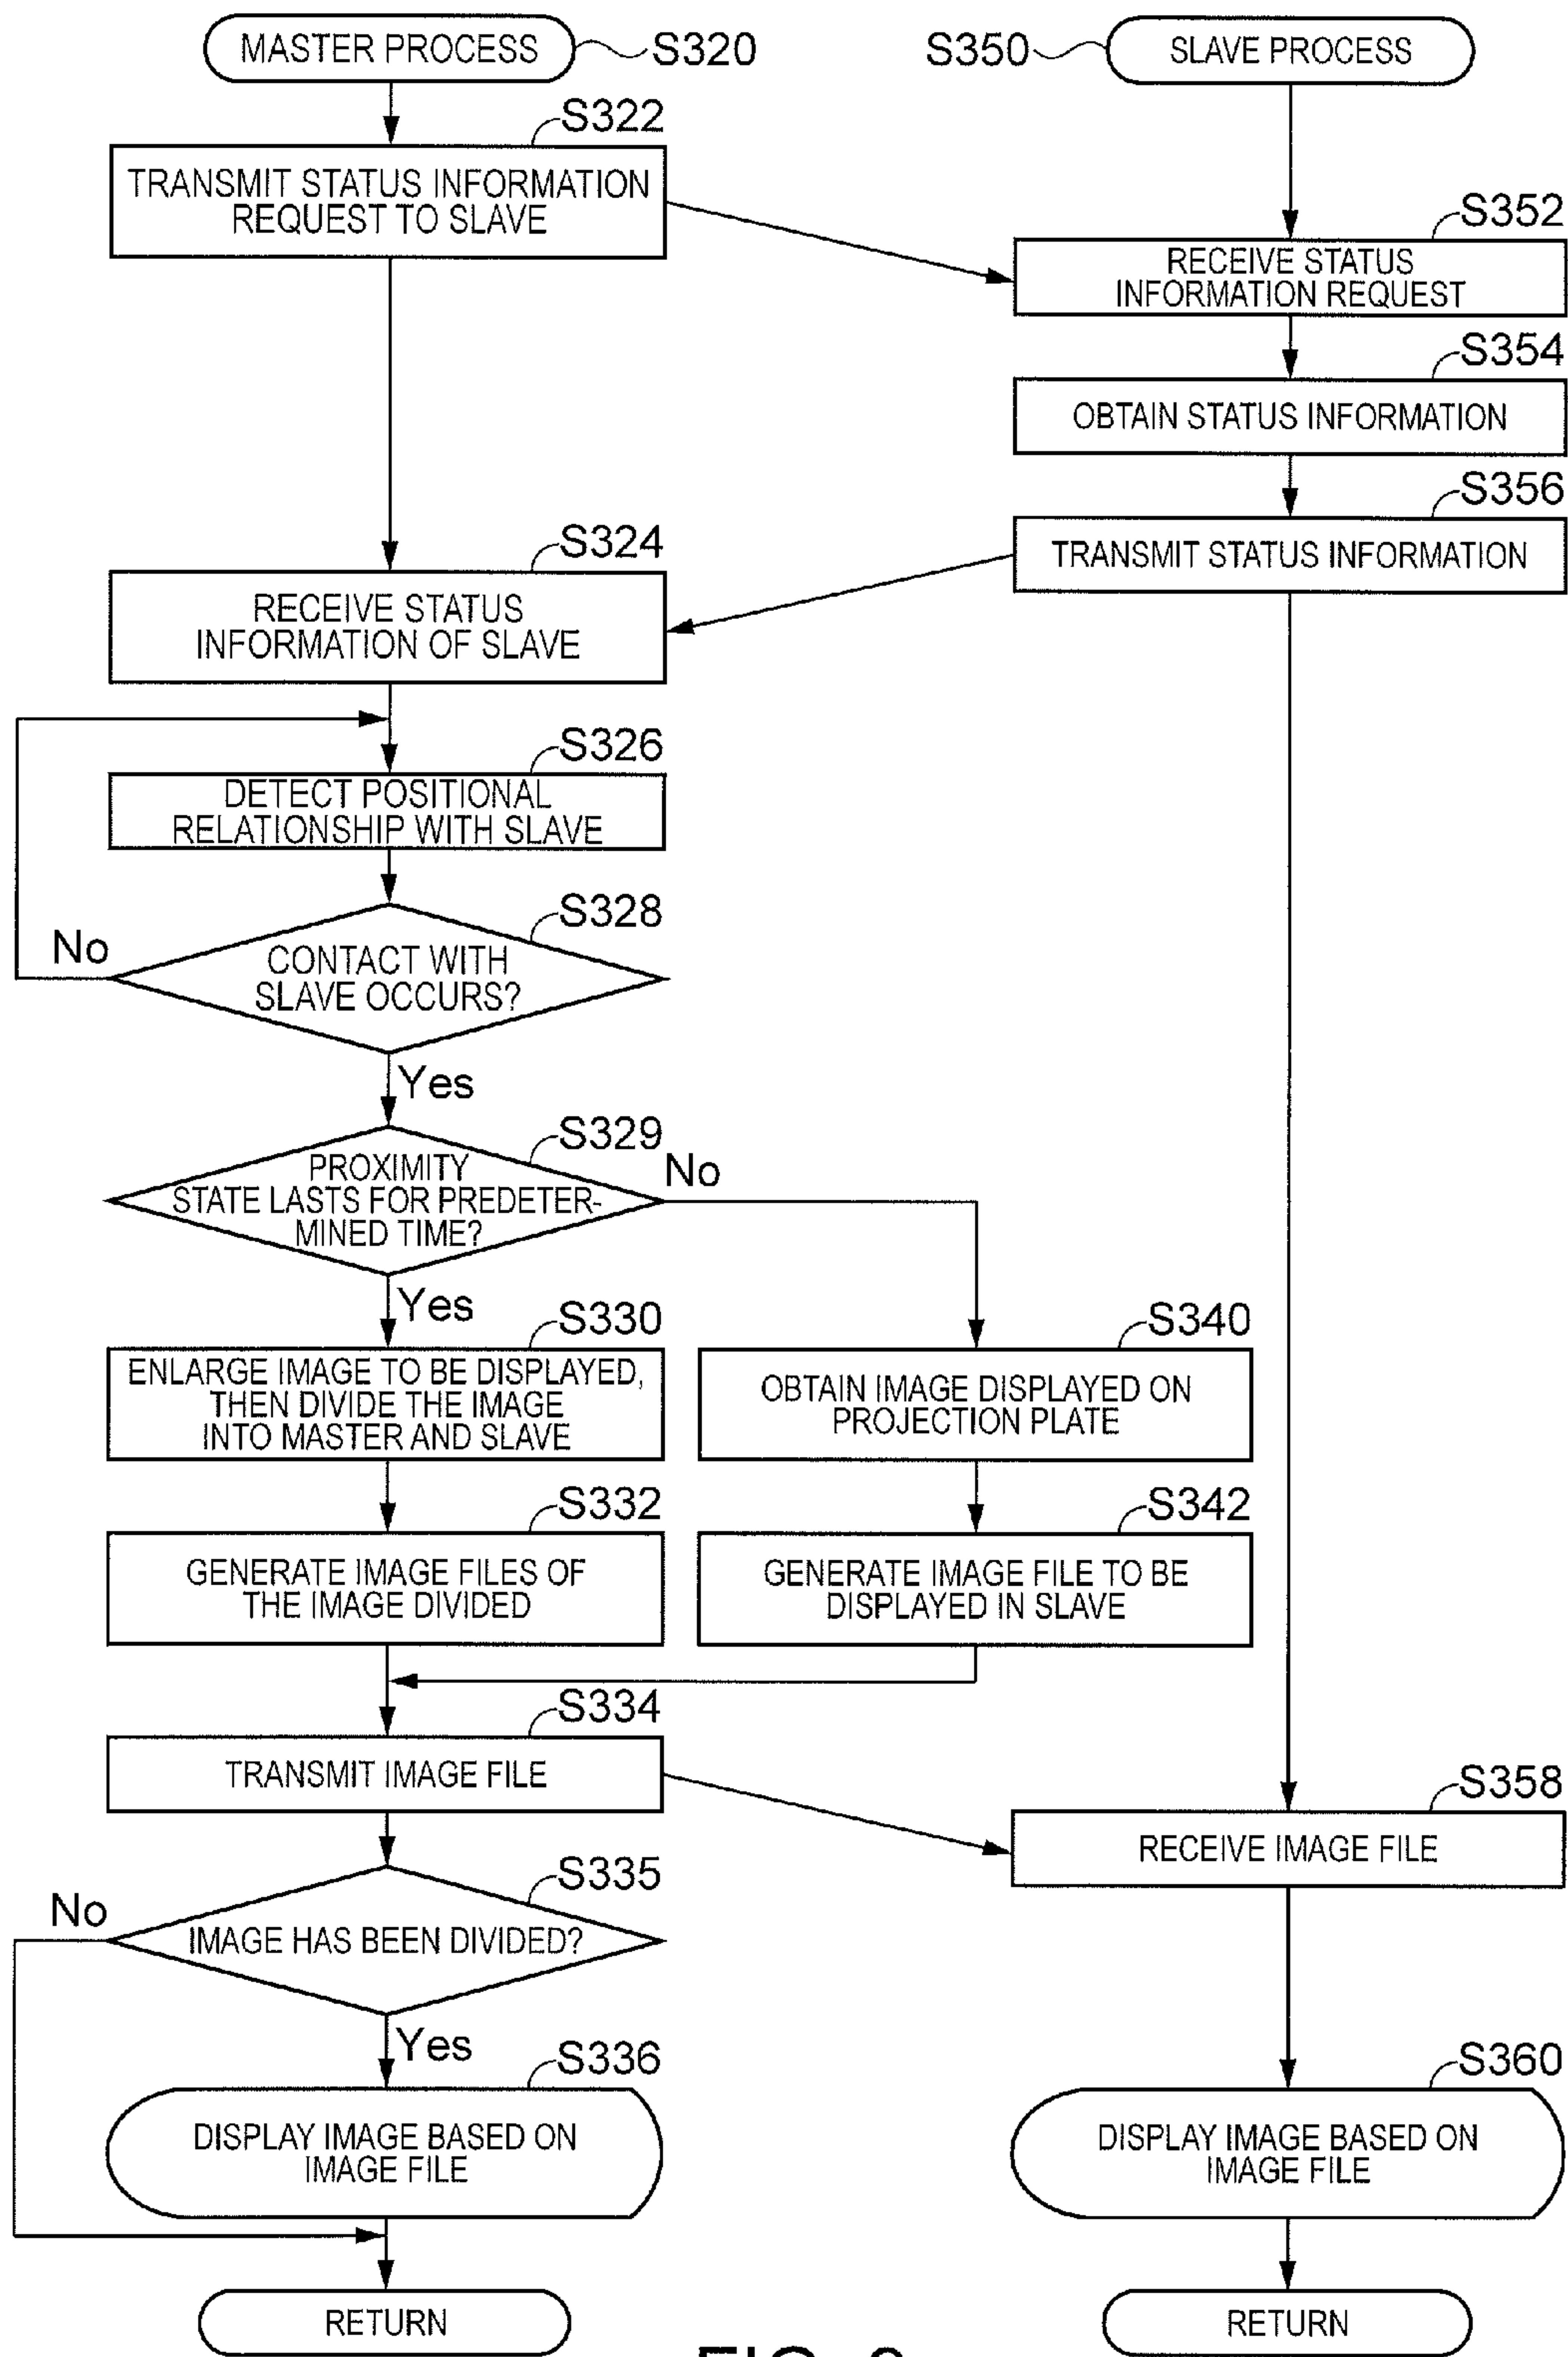 MASTER PROCESS
S320
S350
SLAVE PROCESS
S322
TRANSMIT STATUS INFORMATION
REQUEST TO SLAVE
S352
RECEIVE STATUS
INFORMATION REQUEST
S354
OBTAIN STATUS INFORMATION
S356
TRANSMIT STATUS INFORMATION
S324
RECEIVE STATUS
INFORMATION OF SLAVE
S326
DETECT POSITIONAL
RELATIONSHIP WITH SLAVE
S328
No
CONTACT WITH
SLAVE OCCURS?
Yes
S329
PROXIMITY
STATE LASTS FOR PREDETER-
MINED TIME?
No
Yes
S330
ENLARGE IMAGE TO BE DISPLAYED,
THEN DIVIDE THE IMAGE
INTO MASTER AND SLAVE
S340
OBTAIN IMAGE DISPLAYED ON
PROJECTION PLATE
S332
GENERATE IMAGE FILES OF
THE IMAGE DIVIDED
S342
GENERATE IMAGE FILE TO BE
DISPLAYED IN SLAVE
S334
TRANSMIT IMAGE FILE
S358
RECEIVE IMAGE FILE
S335
No
IMAGE HAS BEEN DIVIDED?
Yes
S336
DISPLAY IMAGE BASED ON
IMAGE FILE
S360
DISPLAY IMAGE BASED ON
IMAGE FILE
RETURN
RETURN